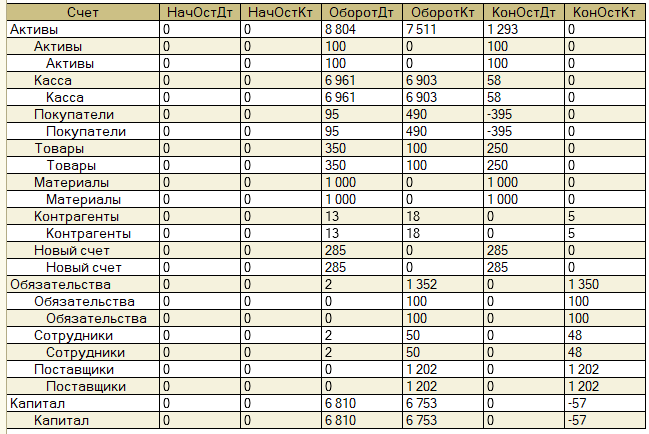 Счет НачОстДт НачОстКт ОборотДт ОборотКт КонОстДт КонОстКт
Активы 0 0 8 804 7 511 1 293 0
Активы 0 0 100 0 100 0
Активы 0 0 100 0 100 0
Касса 0 0 6 961 6 903 58 0
Касса 0 0 6 961 6 903 58 0
Покупатели 0 0 95 490 -395 0
Покупатели 0 0 95 490 -395 0
Товары 0 0 350 100 250 0
Товары 0 0 350 100 250 0
Материалы 0 0 1 000 0 1 000 0
Материалы 0 0 1 000 0 1 000 0
Контрагенты 0 0 13 18 0 5
Контрагенты 0 0 13 18 0 5
Новый счет 0 0 285 0 285 0
Новый счет 0 0 285 0 285 0
Обязательства 0 0 2 1 352 0 1 350
Обязательства 0 0 0 100 0 100
Обязательства 0 0 0 100 0 100
Сотрудники 0 0 2 50 0 48
Сотрудники 0 0 2 50 0 48
Поставщики 0 0 0 1 202 0 1 202
Поставщики 0 0 0 1 202 0 1 202
Капитал 0 0 6 810 6 753 0 -57
Капитал 0 0 6 810 6 753 0 -57